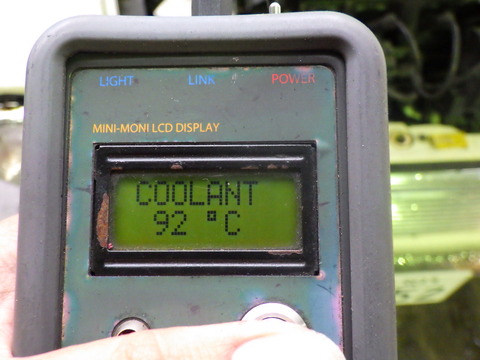 LIGHT LINK POWER
MINI-MONI LCD DISPLAY
COOLANT
92 °C